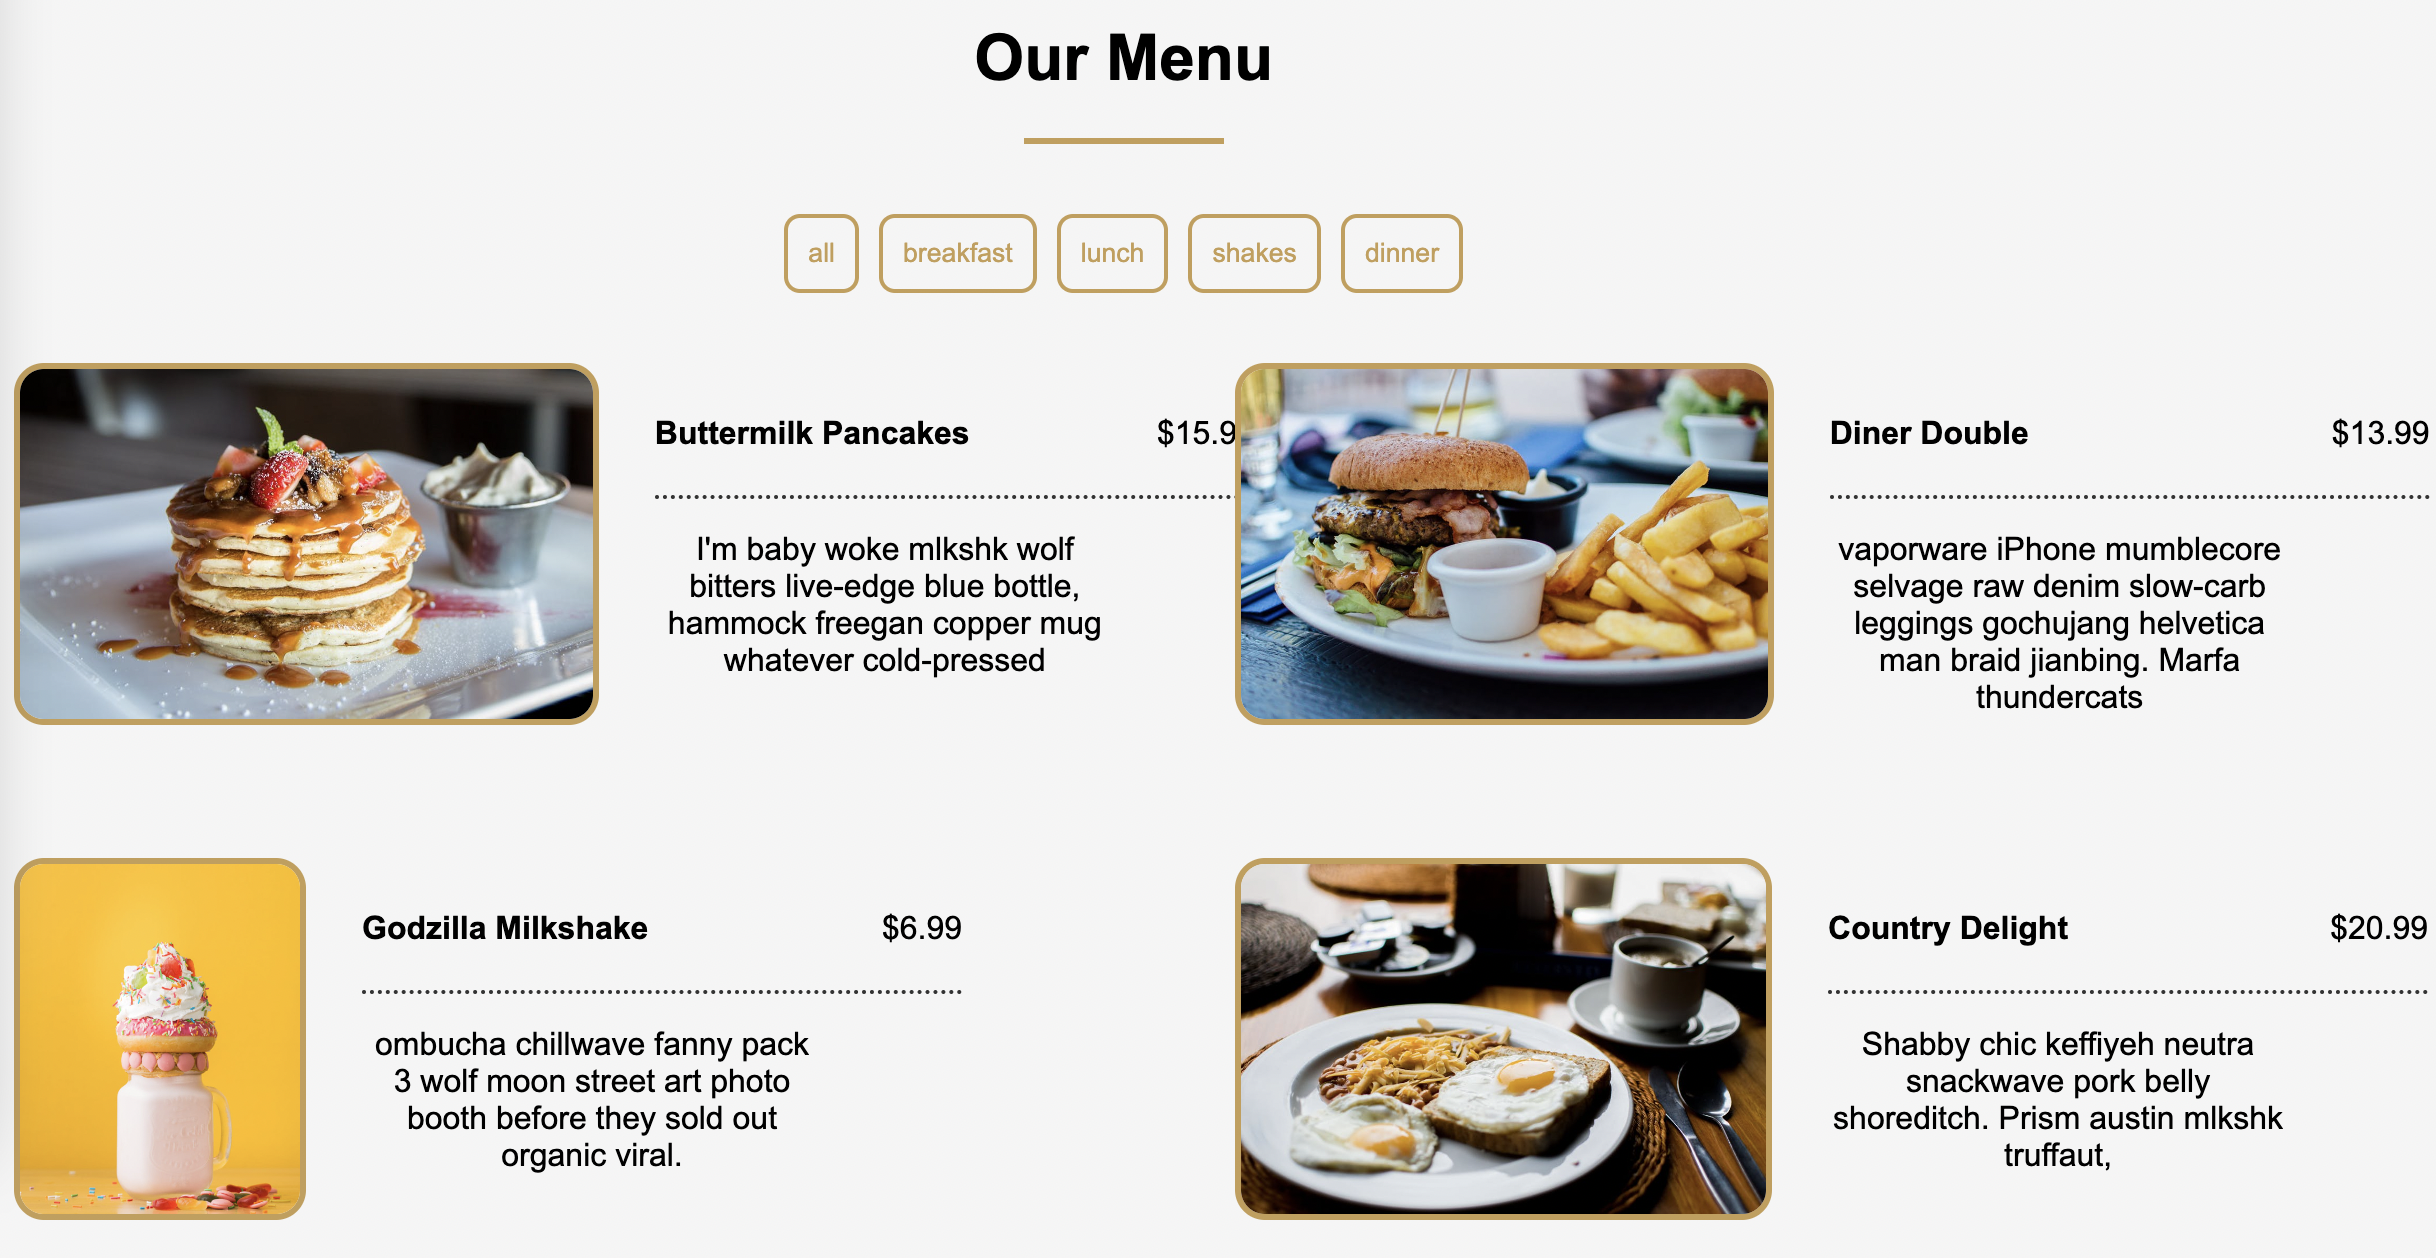 Our Menu
all
breakfast
lunch
shakes
dinner
Buttermilk Pancakes
$15.9
I'm baby woke mlkshk wolf
bitters live-edge blue bottle,
hammock freegan copper mug
whatever cold-pressed
Diner Double
$13.99
vaporware iPhone mumblecore
selvage raw denim slow-carb
leggings gochujang helvetica
man braid jianbing. Marfa
thundercats
Godzilla Milkshake
$6.99
ombucha chillwave fanny pack
3 wolf moon street art photo
booth before they sold out
organic viral.
Country Delight
$20.99
Shabby chic keffiyeh neutra
snackwave pork belly
shoreditch. Prism austin mlkshk
truffaut,